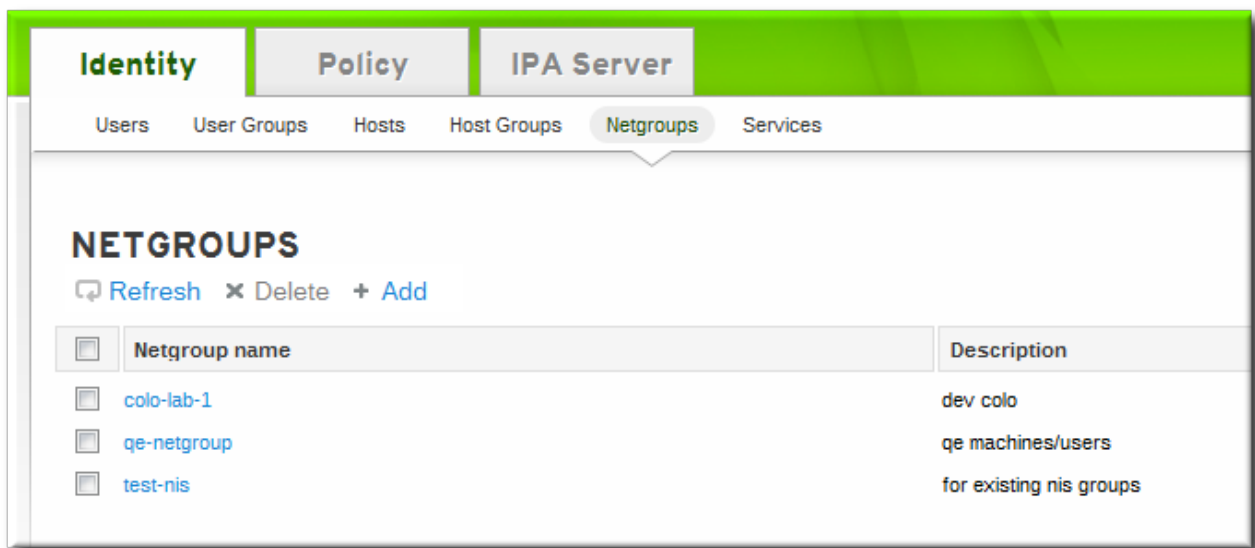 Identity Policy IPA Server
Users User Groups Hosts Host Groups Netgroups Services
NETGROUPS
Refresh Delete + Add
Netgroup name Description
colo-lab-1 dev colo
qe-netgroup qe machines/users
test-nis for existing nis groups